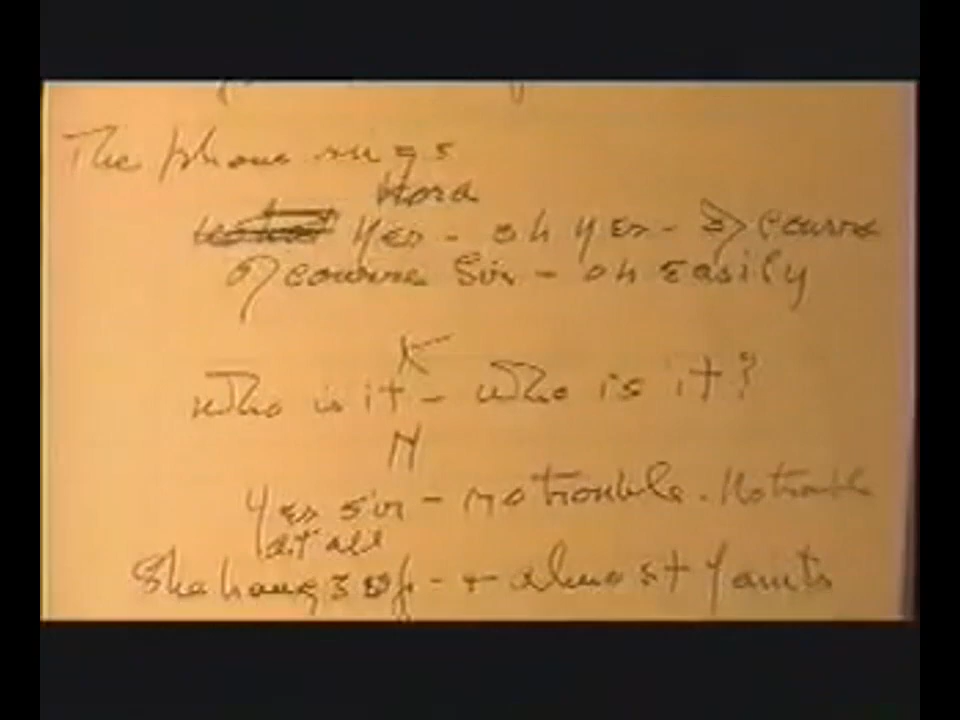 The phone rings
Nora
Yes - oh yes - of course
of course Sir - oh easily
K
Who is it - Who is it?
N
Yes sir - no trouble. No trouble
at all
She hangs up - + almost faints